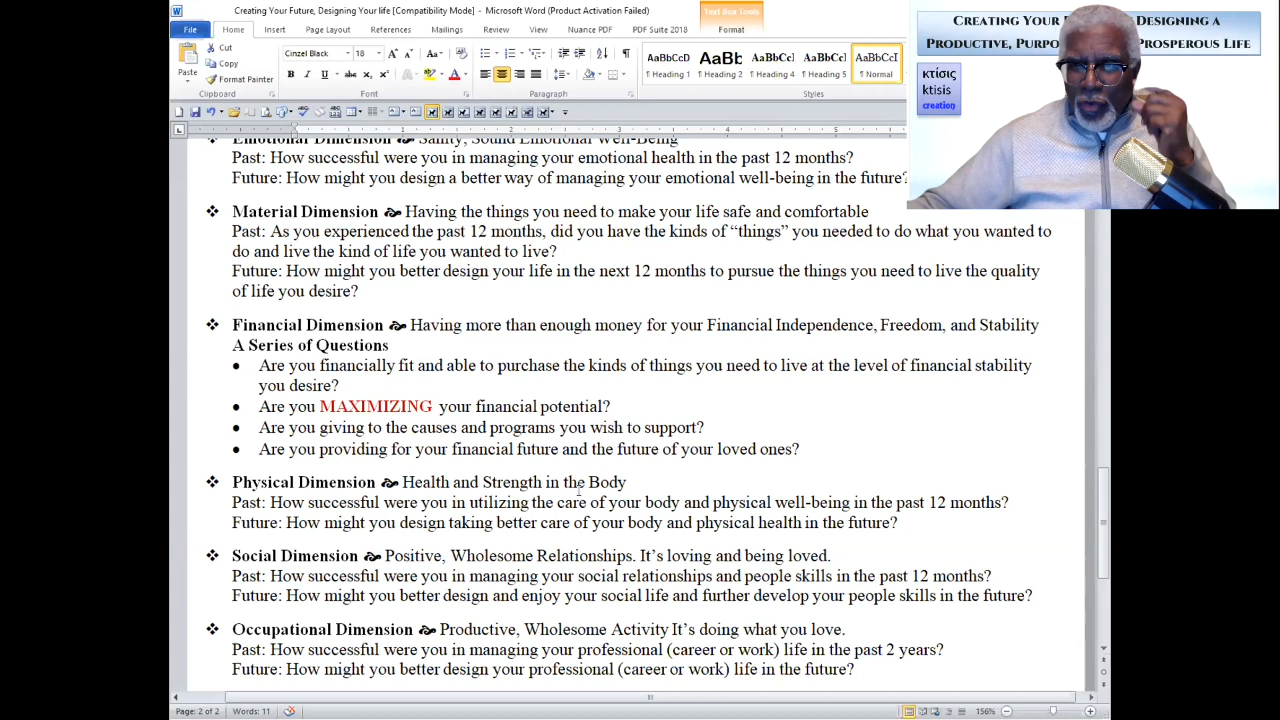 Creating Your Future, Designing Your life [Compatibility Mode] - Microsoft Word (Product Activation Failed)
Text Box Tools
File
Home
Insert
Page Layout
References
Mailings
Review
View
Nuance PDF
PDF Suite 2018
Format
Paste
Cut
Copy
Format Painter
Clipboard
Cinzel Black
18
Font
Paragraph
AaBbCcD
¶ Heading 1
AaBb(
¶ Heading 2
AaBbCcI
¶ Heading 4
AaBbCcI
¶ Heading 5
AaBbCcI
¶ Normal
Styles
Creating Your
Designing a
Productive, Purpo
Prosperous Life
κτίσις
ktisis
creation
1
2
3
4
5
Emotional Dimension Sanity, Sound Emotional Well-Being
Past: How successful were you in managing your emotional health in the past 12 months?
Future: How might you design a better way of managing your emotional well-being in the future?
❖ Material Dimension Having the things you need to make your life safe and comfortable
Past: As you experienced the past 12 months, did you have the kinds of “things” you needed to do what you wanted to
do and live the kind of life you wanted to live?
Future: How might you better design your life in the next 12 months to pursue the things you need to live the quality
of life you desire?
❖ Financial Dimension Having more than enough money for your Financial Independence, Freedom, and Stability
A Series of Questions
• Are you financially fit and able to purchase the kinds of things you need to live at the level of financial stability
you desire?
• Are you MAXIMIZING your financial potential?
• Are you giving to the causes and programs you wish to support?
• Are you providing for your financial future and the future of your loved ones?
❖ Physical Dimension Health and Strength in the Body
Past: How successful were you in utilizing the care of your body and physical well-being in the past 12 months?
Future: How might you design taking better care of your body and physical health in the future?
❖ Social Dimension Positive, Wholesome Relationships. It’s loving and being loved.
Past: How successful were you in managing your social relationships and people skills in the past 12 months?
Future: How might you better design and enjoy your social life and further develop your people skills in the future?
❖ Occupational Dimension Productive, Wholesome Activity It’s doing what you love.
Past: How successful were you in managing your professional (career or work) life in the past 2 years?
Future: How might you better design your professional (career or work) life in the future?
Page: 2 of 2
Words: 11
156%